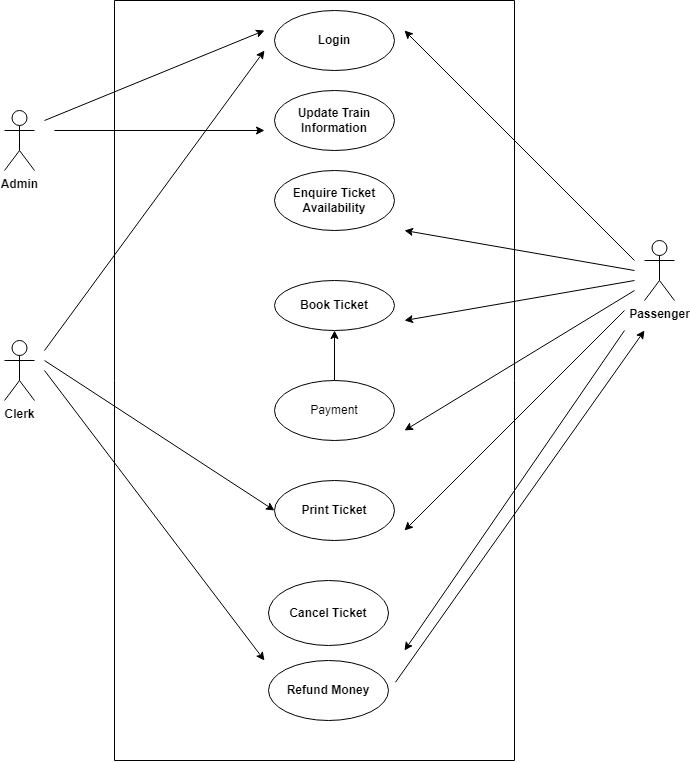 Login
Update Train
Information
Admin
Enquire Ticket
Availability
Book Ticket
Passenger
Clerk
Payment
Print Ticket
Cancel Ticket
Refund Money